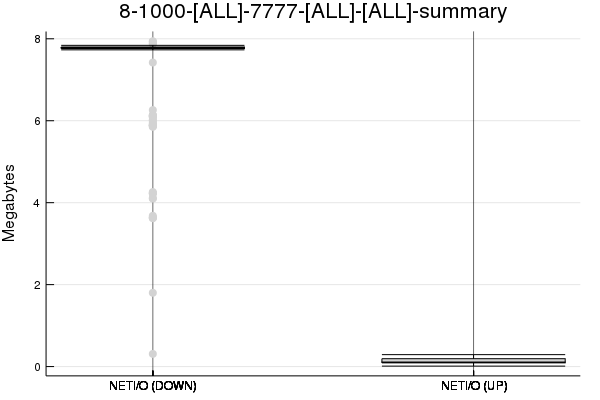 8-1000-[ALL]-7777-[ALL]-[ALL]-summary
Megabytes
8
6
4
2
0
NETI/O (DOWN)
NETI/O (UP)